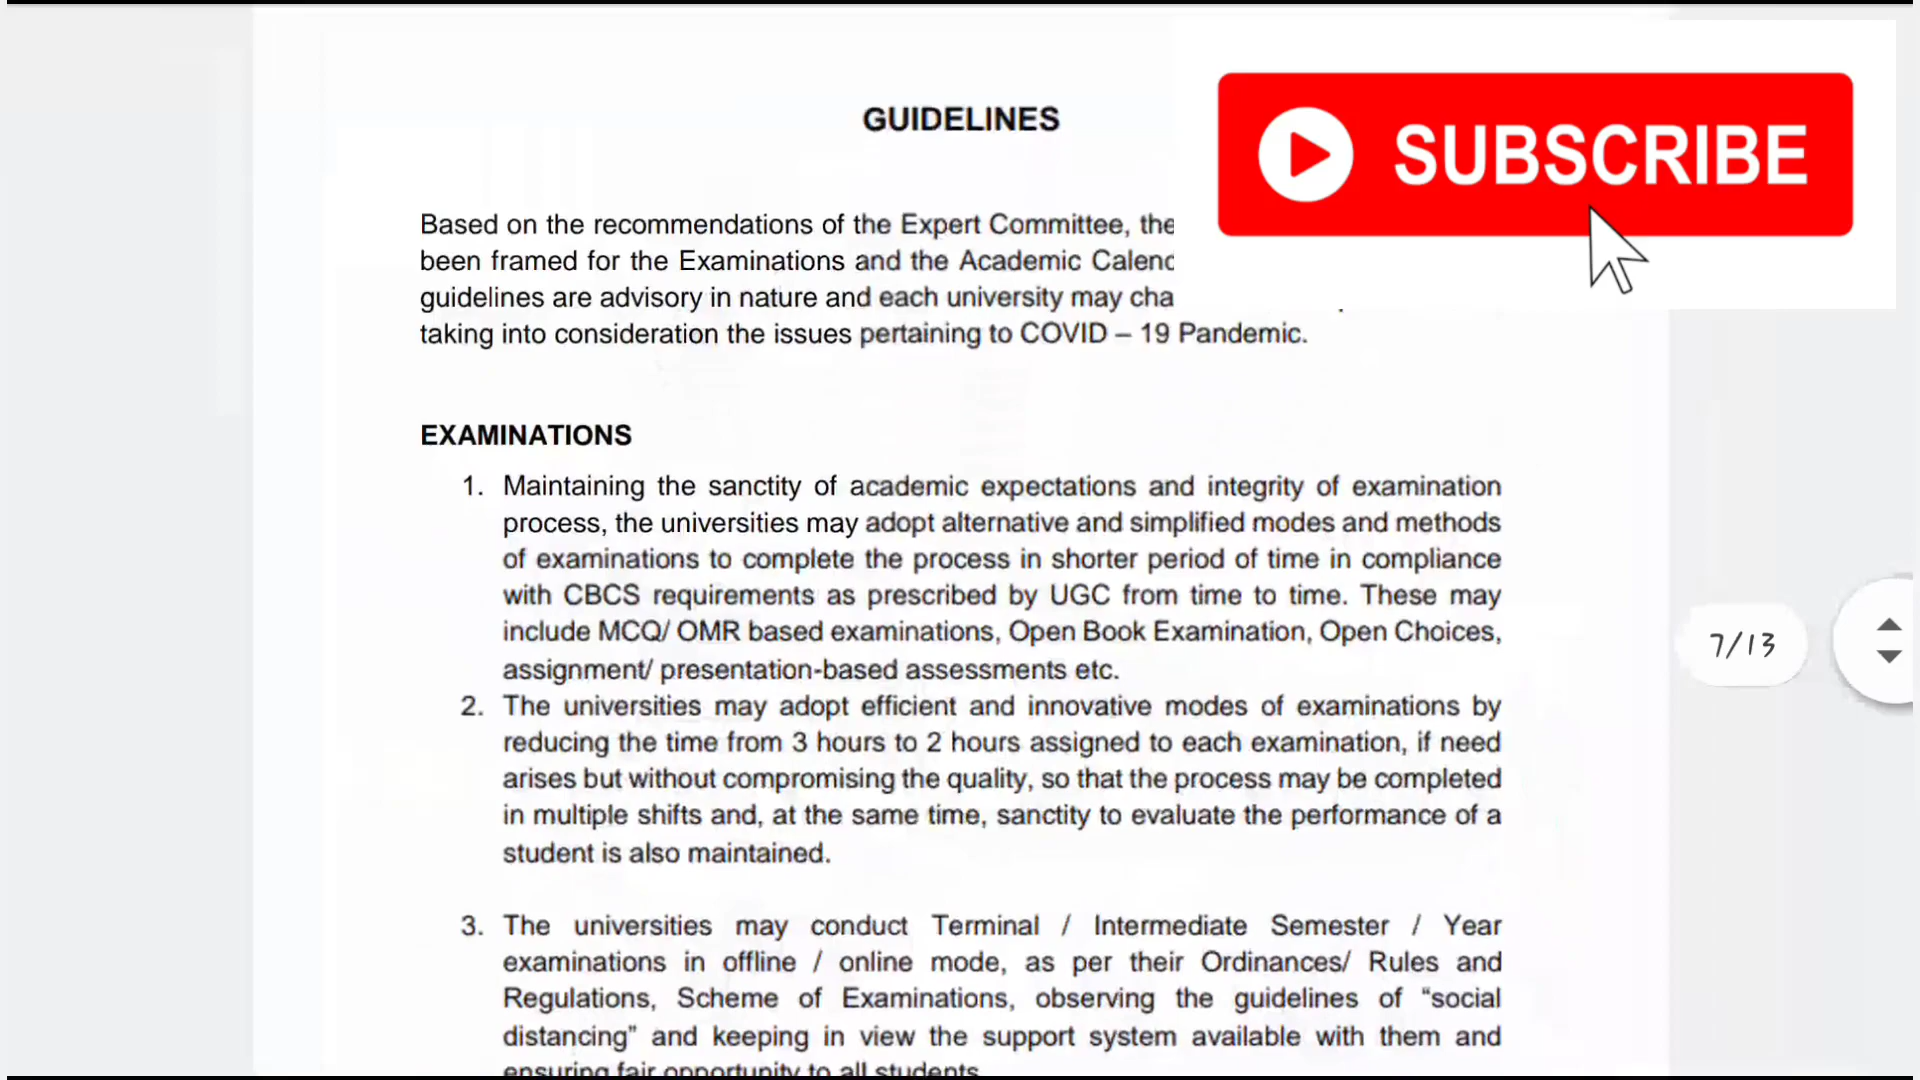 GUIDELINES
SUBSCRIBE
Based on the recommendations of the Expert Committee, the
been framed for the Examinations and the Academic Calend
guidelines are advisory in nature and each university may cha
taking into consideration the issues pertaining to COVID – 19 Pandemic.
EXAMINATIONS
1. Maintaining the sanctity of academic expectations and integrity of examination
process, the universities may adopt alternative and simplified modes and methods
of examinations to complete the process in shorter period of time in compliance
with CBCS requirements as prescribed by UGC from time to time. These may
include MCQ/ OMR based examinations, Open Book Examination, Open Choices,
assignment/ presentation-based assessments etc.
2. The universities may adopt efficient and innovative modes of examinations by
reducing the time from 3 hours to 2 hours assigned to each examination, if need
arises but without compromising the quality, so that the process may be completed
in multiple shifts and, at the same time, sanctity to evaluate the performance of a
student is also maintained.
7/13
3. The universities may conduct Terminal / Intermediate Semester / Year
examinations in offline / online mode, as per their Ordinances/ Rules and
Regulations, Scheme of Examinations, observing the guidelines of “social
distancing” and keeping in view the support system available with them and
ensuring fair opportunity to all students